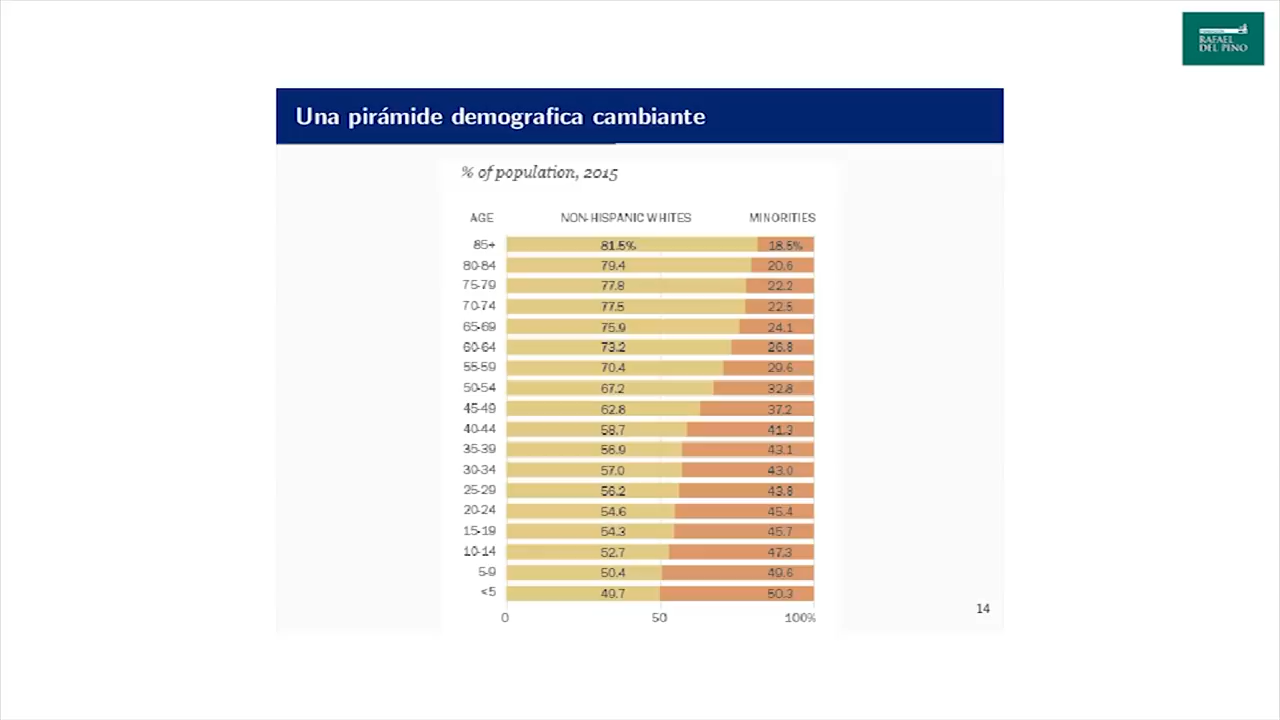 FUNDACIÓN
RAFAEL
DEL PINO
Una pirámide demografica cambiante
% of population, 2015
AGE NON-HISPANIC WHITES MINORITIES
85+ 81.5% 18.5%
80-84 79.4 20.6
75-79 77.8 22.2
70-74 77.5 22.5
65-69 75.9 24.1
60-64 73.2 26.8
55-59 70.4 29.6
50-54 67.2 32.8
45-49 62.8 37.2
40-44 58.7 41.3
35-39 56.9 43.1
30-34 57.0 43.0
25-29 56.2 43.8
20-24 54.6 45.4
15-19 54.3 45.7
10-14 52.7 47.3
5-9 50.4 49.6
<5 49.7 50.3
0 50 100%
14